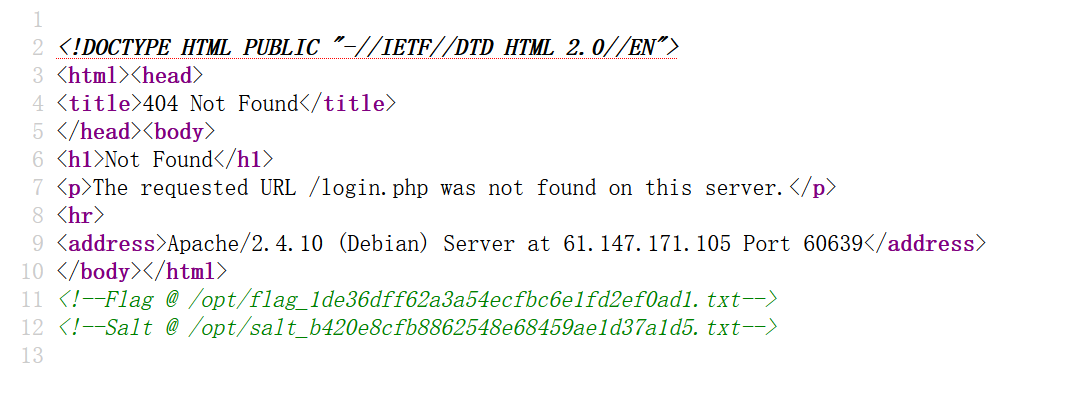 1
2 <!DOCTYPE HTML PUBLIC "-//IETF//DTD HTML 2.0//EN">
3 <html><head>
4 <title>404 Not Found</title>
5 </head><body>
6 <h1>Not Found</h1>
7 <p>The requested URL /login.php was not found on this server.</p>
8 <hr>
9 <address>Apache/2.4.10 (Debian) Server at 61.147.171.105 Port 60639</address>
10 </body></html>
11 <!--Flag @ /opt/flag_1de36dff62a3a54ecfbc6e1fd2ef0ad1.txt-->
12 <!--Salt @ /opt/salt_b420e8cfb8862548e68459ae1d37a1d5.txt-->
13